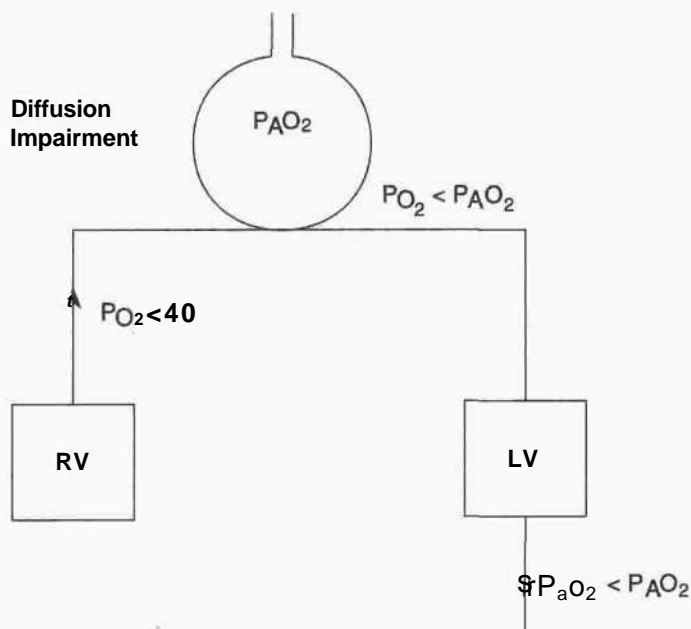 Diffusion
Impairment
PAO2
PO2 < PAO2
PO2<40
RV
LV
PaO2 < PAO2